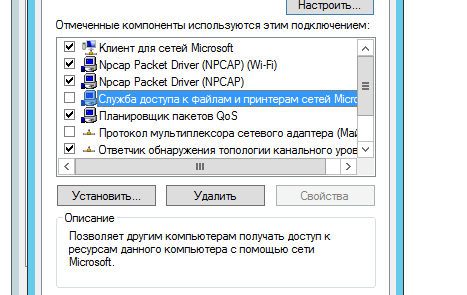 Настроить...
Отмеченные компоненты используются этим подключением:
Клиент для сетей Microsoft
Npcap Packet Driver (NPCAP) (Wi-Fi)
Npcap Packet Driver (NPCAP)
Служба доступа к файлам и принтерам сетей Micro
Планировщик пакетов QoS
Протокол мультиплексора сетевого адаптера (Май
Ответчик обнаружения топологии канального уров
Установить...
Удалить
Свойства
Описание
Позволяет другим компьютерам получать доступ к
ресурсам данного компьютера с помощью сети
Microsoft.